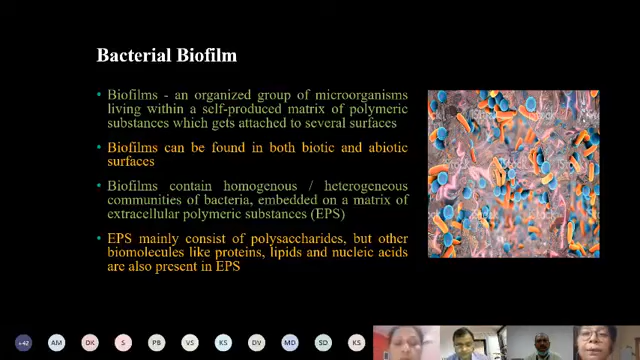 Bacterial Biofilm
• Biofilms - an organized group of microorganisms
living within a self-produced matrix of polymeric
substances which gets attached to several surfaces
• Biofilms can be found in both biotic and abiotic
surfaces
• Biofilms contain homogenous / heterogeneous
communities of bacteria, embedded on a matrix of
extracellular polymeric substances (EPS)
• EPS mainly consist of polysaccharides, but other
biomolecules like proteins, lipids and nucleic acids
are also present in EPS
+42 AM DK S PB VS KS DV MD SD GN KS